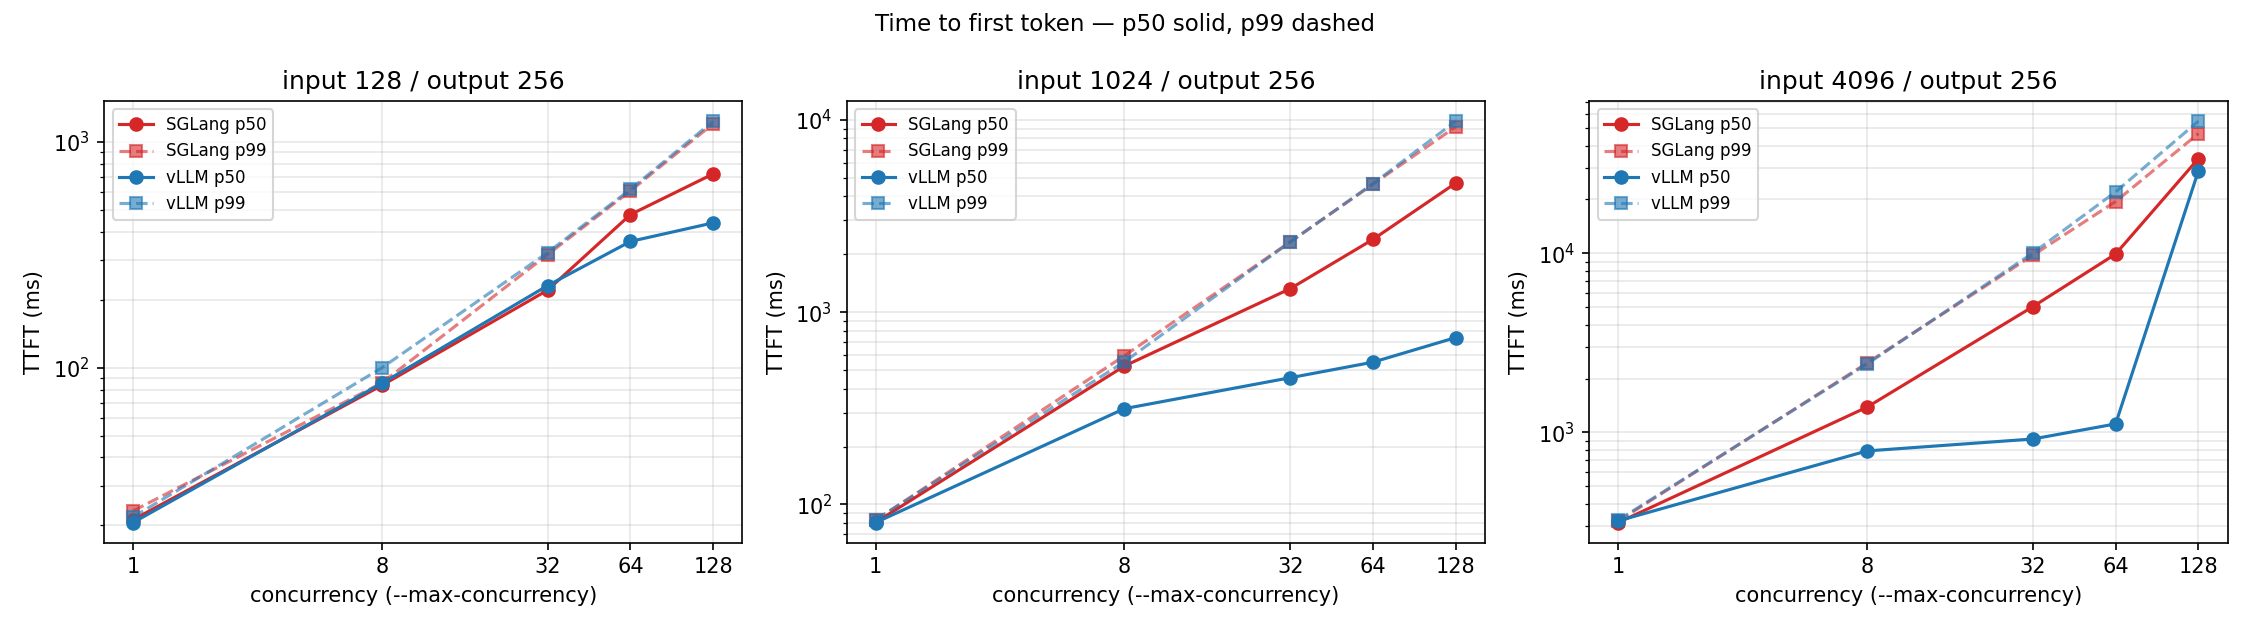 Time to first token — p50 solid, p99 dashed
input 128 / output 256
SGLang p50
SGLang p99
vLLM p50
vLLM p99
10³
10²
TTFT (ms)
1
8
32
64
128
concurrency (--max-concurrency)
input 1024 / output 256
SGLang p50
SGLang p99
vLLM p50
vLLM p99
10⁴
10³
10²
TTFT (ms)
1
8
32
64
128
concurrency (--max-concurrency)
input 4096 / output 256
SGLang p50
SGLang p99
vLLM p50
vLLM p99
10⁴
10³
TTFT (ms)
1
8
32
64
128
concurrency (--max-concurrency)